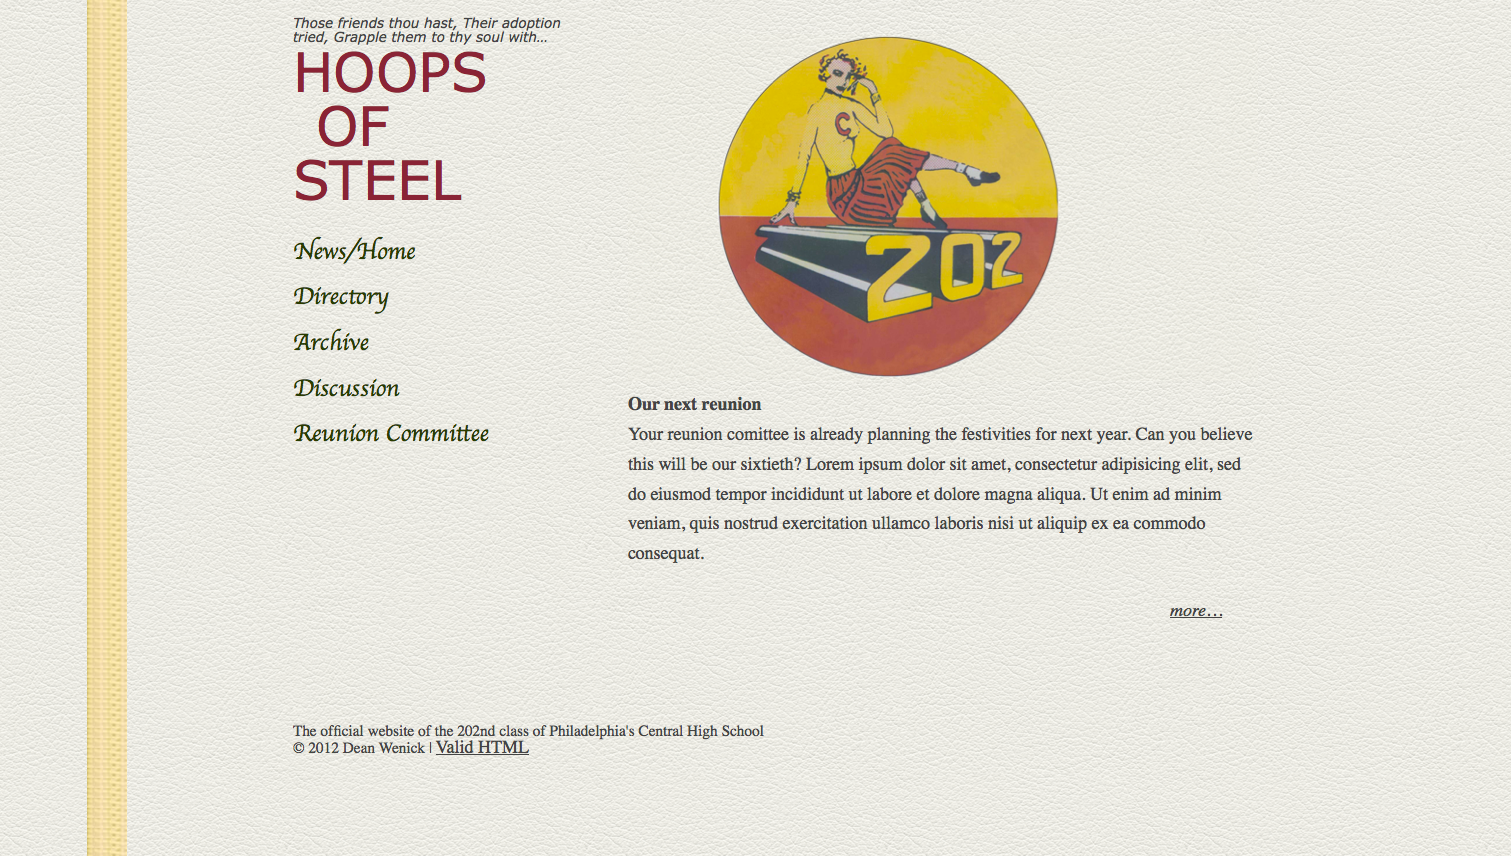 Those friends thou hast, Their adoption
tried, Grapple them to thy soul with...
HOOPS
OF
STEEL
News/Home
Directory
Archive
Discussion
Reunion Committee
C
202
Our next reunion
Your reunion comittee is already planning the festivities for next year. Can you believe
this will be our sixtieth? Lorem ipsum dolor sit amet, consectetur adipisicing elit, sed
do eiusmod tempor incididunt ut labore et dolore magna aliqua. Ut enim ad minim
veniam, quis nostrud exercitation ullamco laboris nisi ut aliquip ex ea commodo
consequat.
more...
The official website of the 202nd class of Philadelphia's Central High School
© 2012 Dean Wenick | Valid HTML